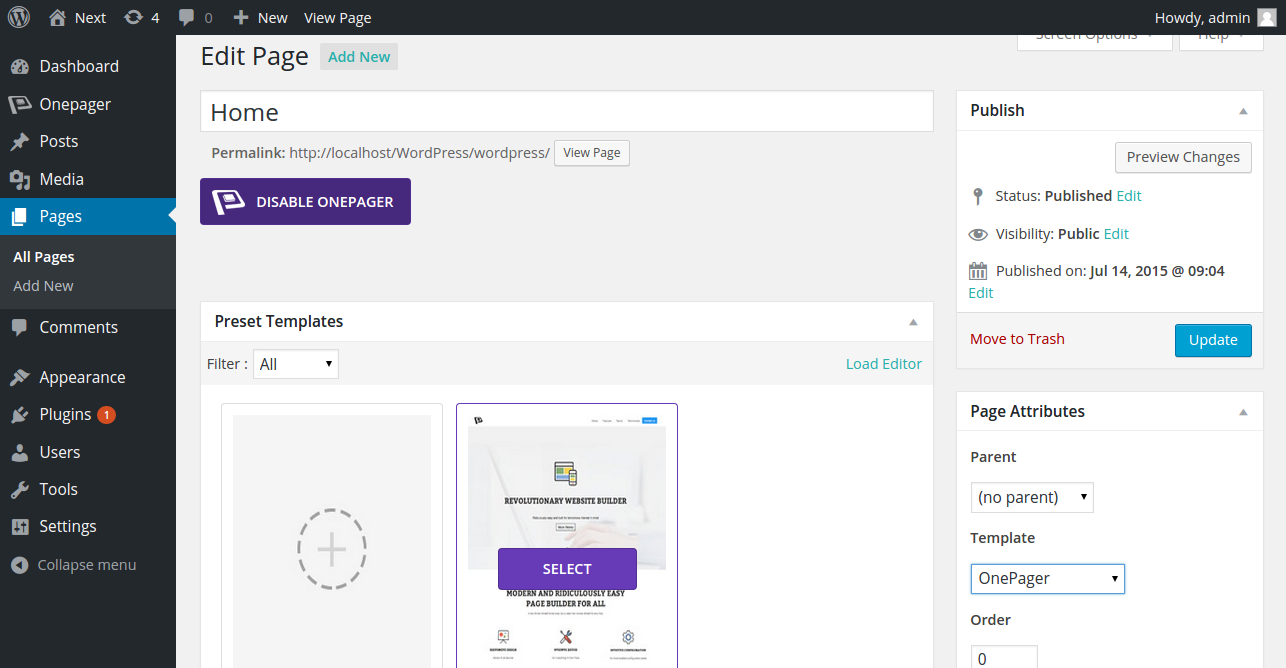 Next 4 0 New View Page Howdy, admin
Dashboard
Onepager
Posts
Media
Pages
All Pages
Add New
Comments
Appearance
Plugins 1
Users
Tools
Settings
Collapse menu
Screen Options Help
Edit Page Add New
Home
Permalink: http://localhost/WordPress/wordpress/ View Page
DISABLE ONEPAGER
Preset Templates
Filter : All Load Editor
REVOLUTIONARY WEBSITE BUILDER
SELECT
MODERN AND RIDICULOUSLY EASY
PAGE BUILDER FOR ALL
Publish
Preview Changes
Status: Published Edit
Visibility: Public Edit
Published on: Jul 14, 2015 @ 09:04
Edit
Move to Trash Update
Page Attributes
Parent
(no parent)
Template
OnePager
Order
0